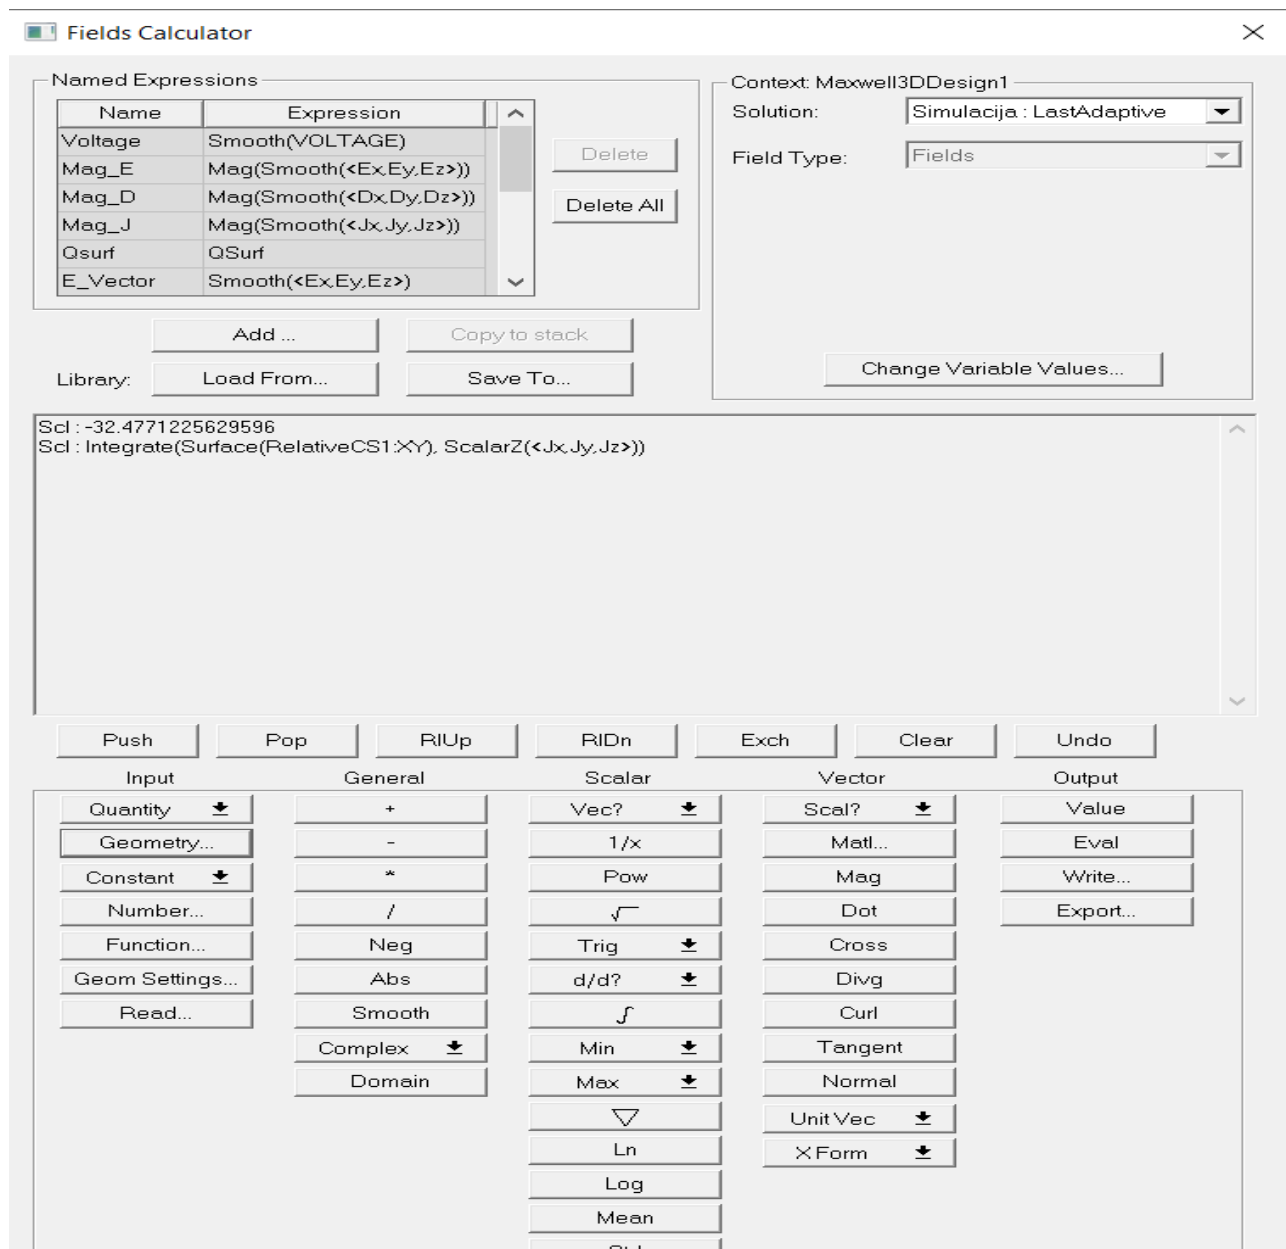 Fields Calculator
Named Expressions
Name Expression
Voltage Smooth(VOLTAGE)
Mag_E Mag(Smooth(<Ex,Ey,Ez>))
Mag_D Mag(Smooth(<Dx,Dy,Dz>))
Mag_J Mag(Smooth(<Jx,Jy,Jz>))
Qsurf QSurf
E_Vector Smooth(<Ex,Ey,Ez>)
Delete
Delete All
Add ... Copy to stack
Library: Load From... Save To...
Context: Maxwell3DDesign1
Solution: Simulacija : LastAdaptive
Field Type: Fields
Change Variable Values...
Scl : -32.4771225629596
Scl : Integrate(Surface(RelativeCS1:XY), ScalarZ(<Jx,Jy,Jz>))
Push Pop RlUp RlDn Exch Clear Undo
Input General Scalar Vector Output
Quantity + Vec? Scal? Value
Geometry... - 1/x Matl... Eval
Constant * Pow Mag Write...
Number... / √ Dot Export...
Function... Neg Trig Cross
Geom Settings... Abs d/d? Divg
Read... Smooth ∫ Curl
Complex Min Tangent
Domain Max Normal
▽ Unit Vec
Ln X Form
Log
Mean